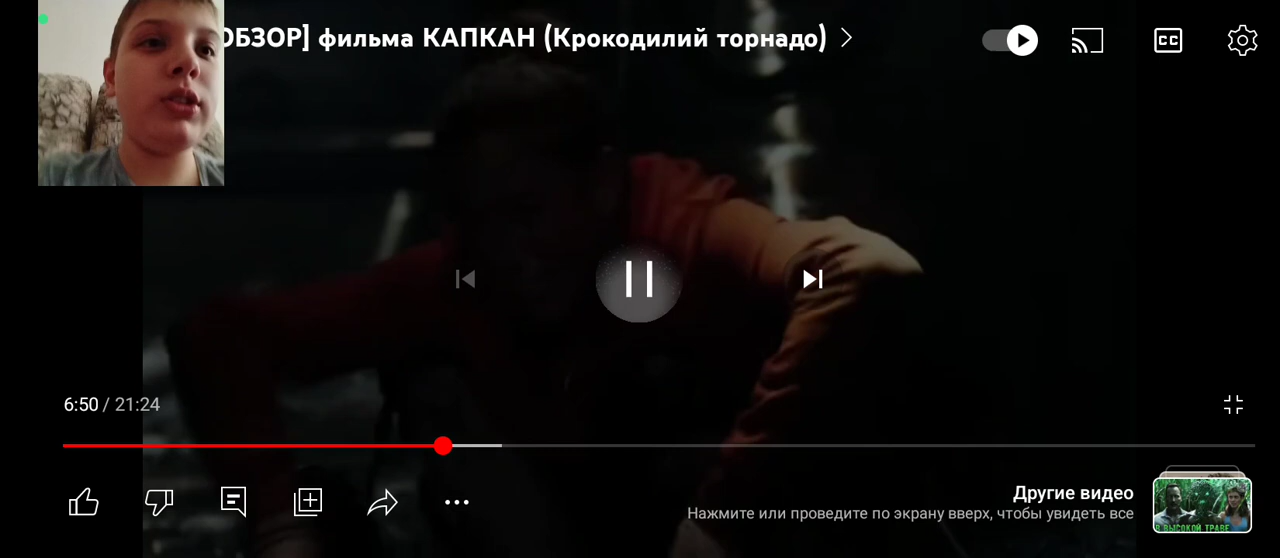 ОБЗОР] фильма КАПКАН (Крокодилий торнадо)
CC
6:50 / 21:24
Другие видео
Нажмите или проведите по экрану вверх, чтобы увидеть все
В ВЫСОКОЙ ТРАВЕ